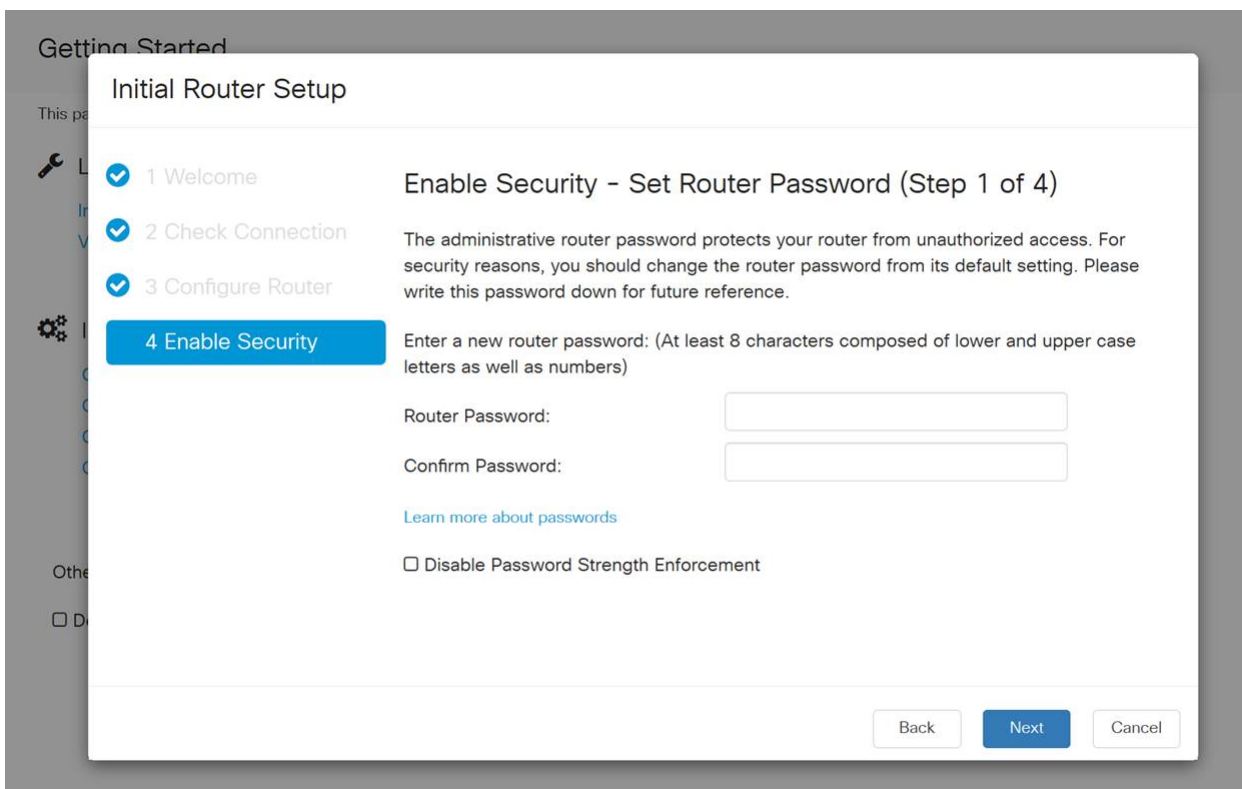 Getting Started
Initial Router Setup
This pa
1 Welcome
2 Check Connection
3 Configure Router
4 Enable Security
Enable Security - Set Router Password (Step 1 of 4)
The administrative router password protects your router from unauthorized access. For
security reasons, you should change the router password from its default setting. Please
write this password down for future reference.
Enter a new router password: (At least 8 characters composed of lower and upper case
letters as well as numbers)
Router Password:
Confirm Password:
Learn more about passwords
Disable Password Strength Enforcement
Othe
Back
Next
Cancel